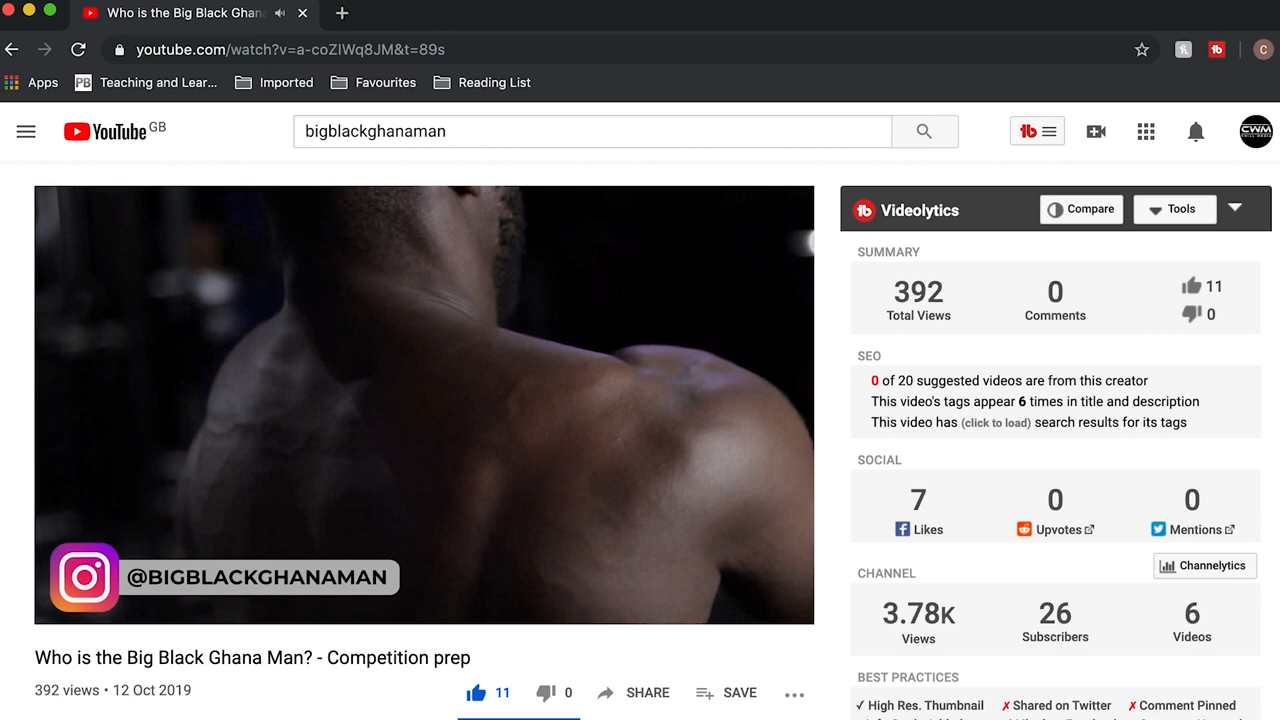 Who is the Big Black Ghan
youtube.com/watch?v=a-coZIWq8JM&t=89s
tb
C
Apps
PB Teaching and Lear...
Imported
Favourites
Reading List
YouTube GB
bigblackghanaman
tb
CWM
tb Videolytics
Compare
Tools
SUMMARY
392
Total Views
0
Comments
11
0
SEO
0 of 20 suggested videos are from this creator
This video's tags appear 6 times in title and description
This video has (click to load) search results for its tags
SOCIAL
7
Likes
0
Upvotes
0
Mentions
@BIGBLACKGHANAMAN
CHANNEL
Channelytics
3.78K
Views
26
Subscribers
6
Videos
Who is the Big Black Ghana Man? - Competition prep
392 views • 12 Oct 2019
11
0
SHARE
SAVE
BEST PRACTICES
✓ High Res. Thumbnail
✗ Shared on Twitter
✗ Comment Pinned